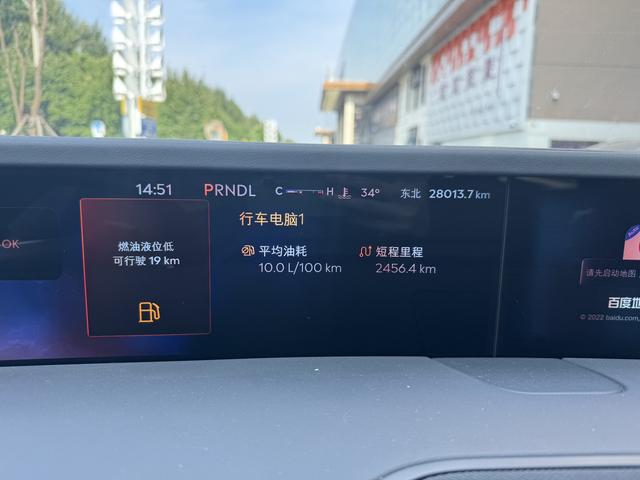 14:51 PRNDL C H 34° 东北 28013.7 km
OK
燃油液位低
可行驶 19 km
行车电脑1
平均油耗
10.0 L/100 km
短程里程
2456.4 km
请先启动地图
百度地
© 2022 baidu.com,